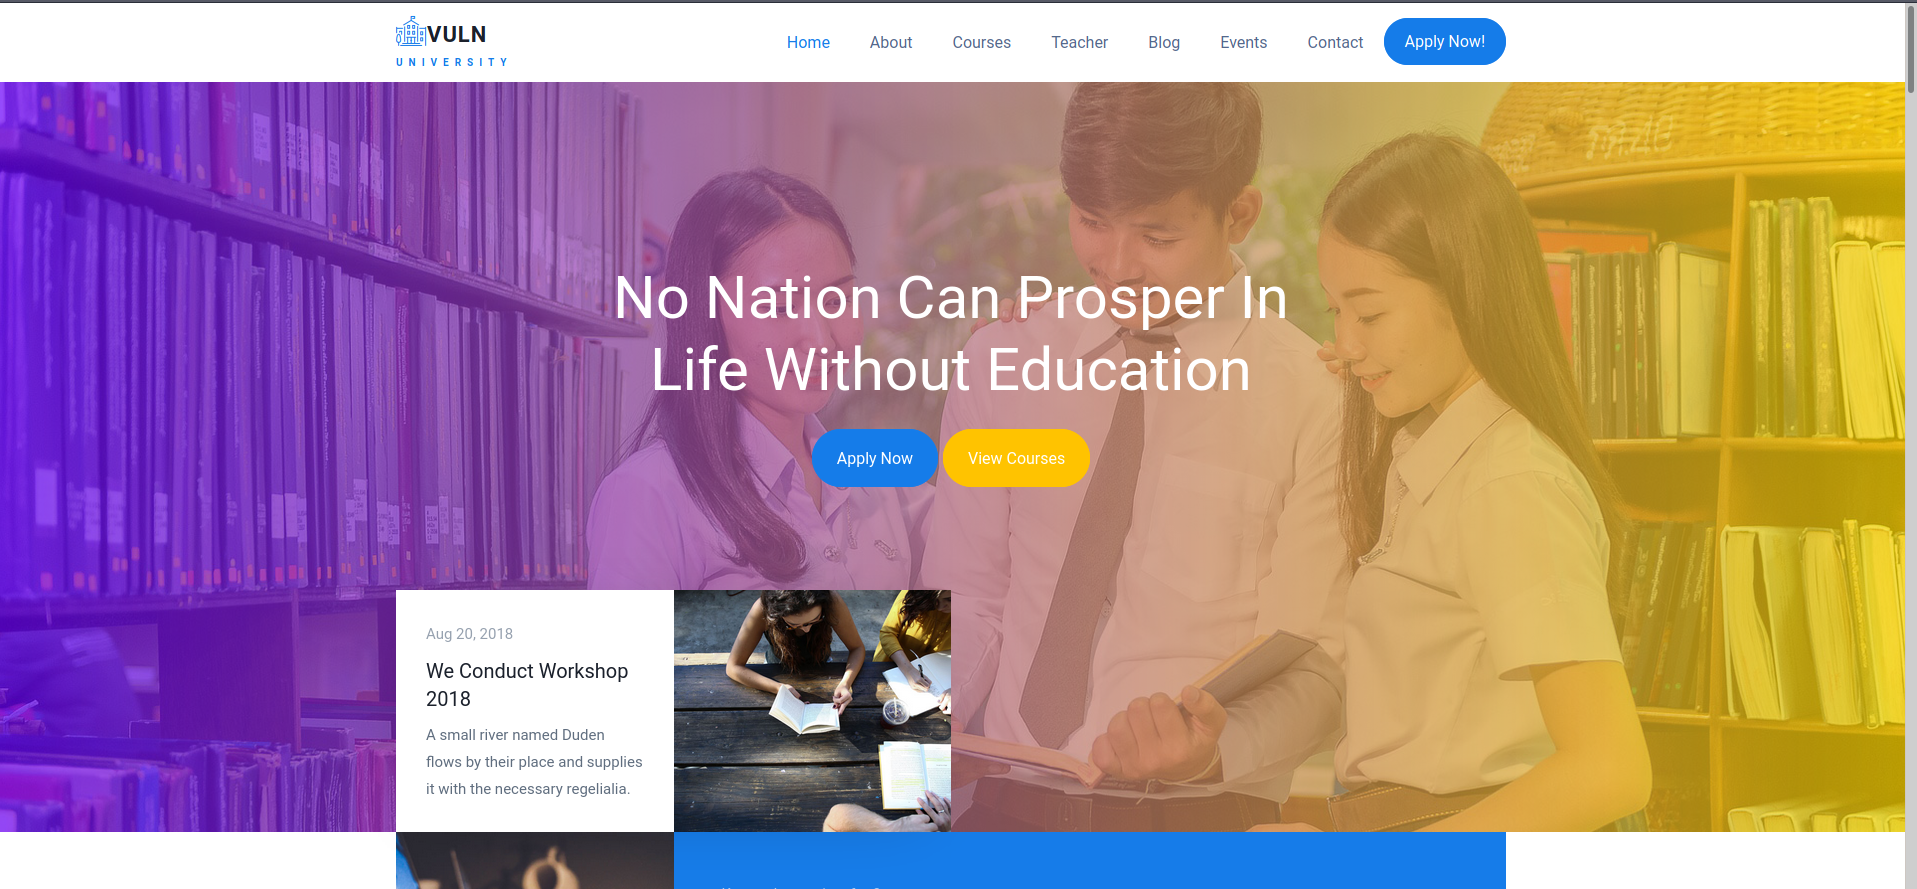 VULN
UNIVERSITY
Home
About
Courses
Teacher
Blog
Events
Contact
Apply Now!
No Nation Can Prosper In
Life Without Education
Apply Now
View Courses
Aug 20, 2018
We Conduct Workshop
2018
A small river named Duden
flows by their place and supplies
it with the necessary regelialia.